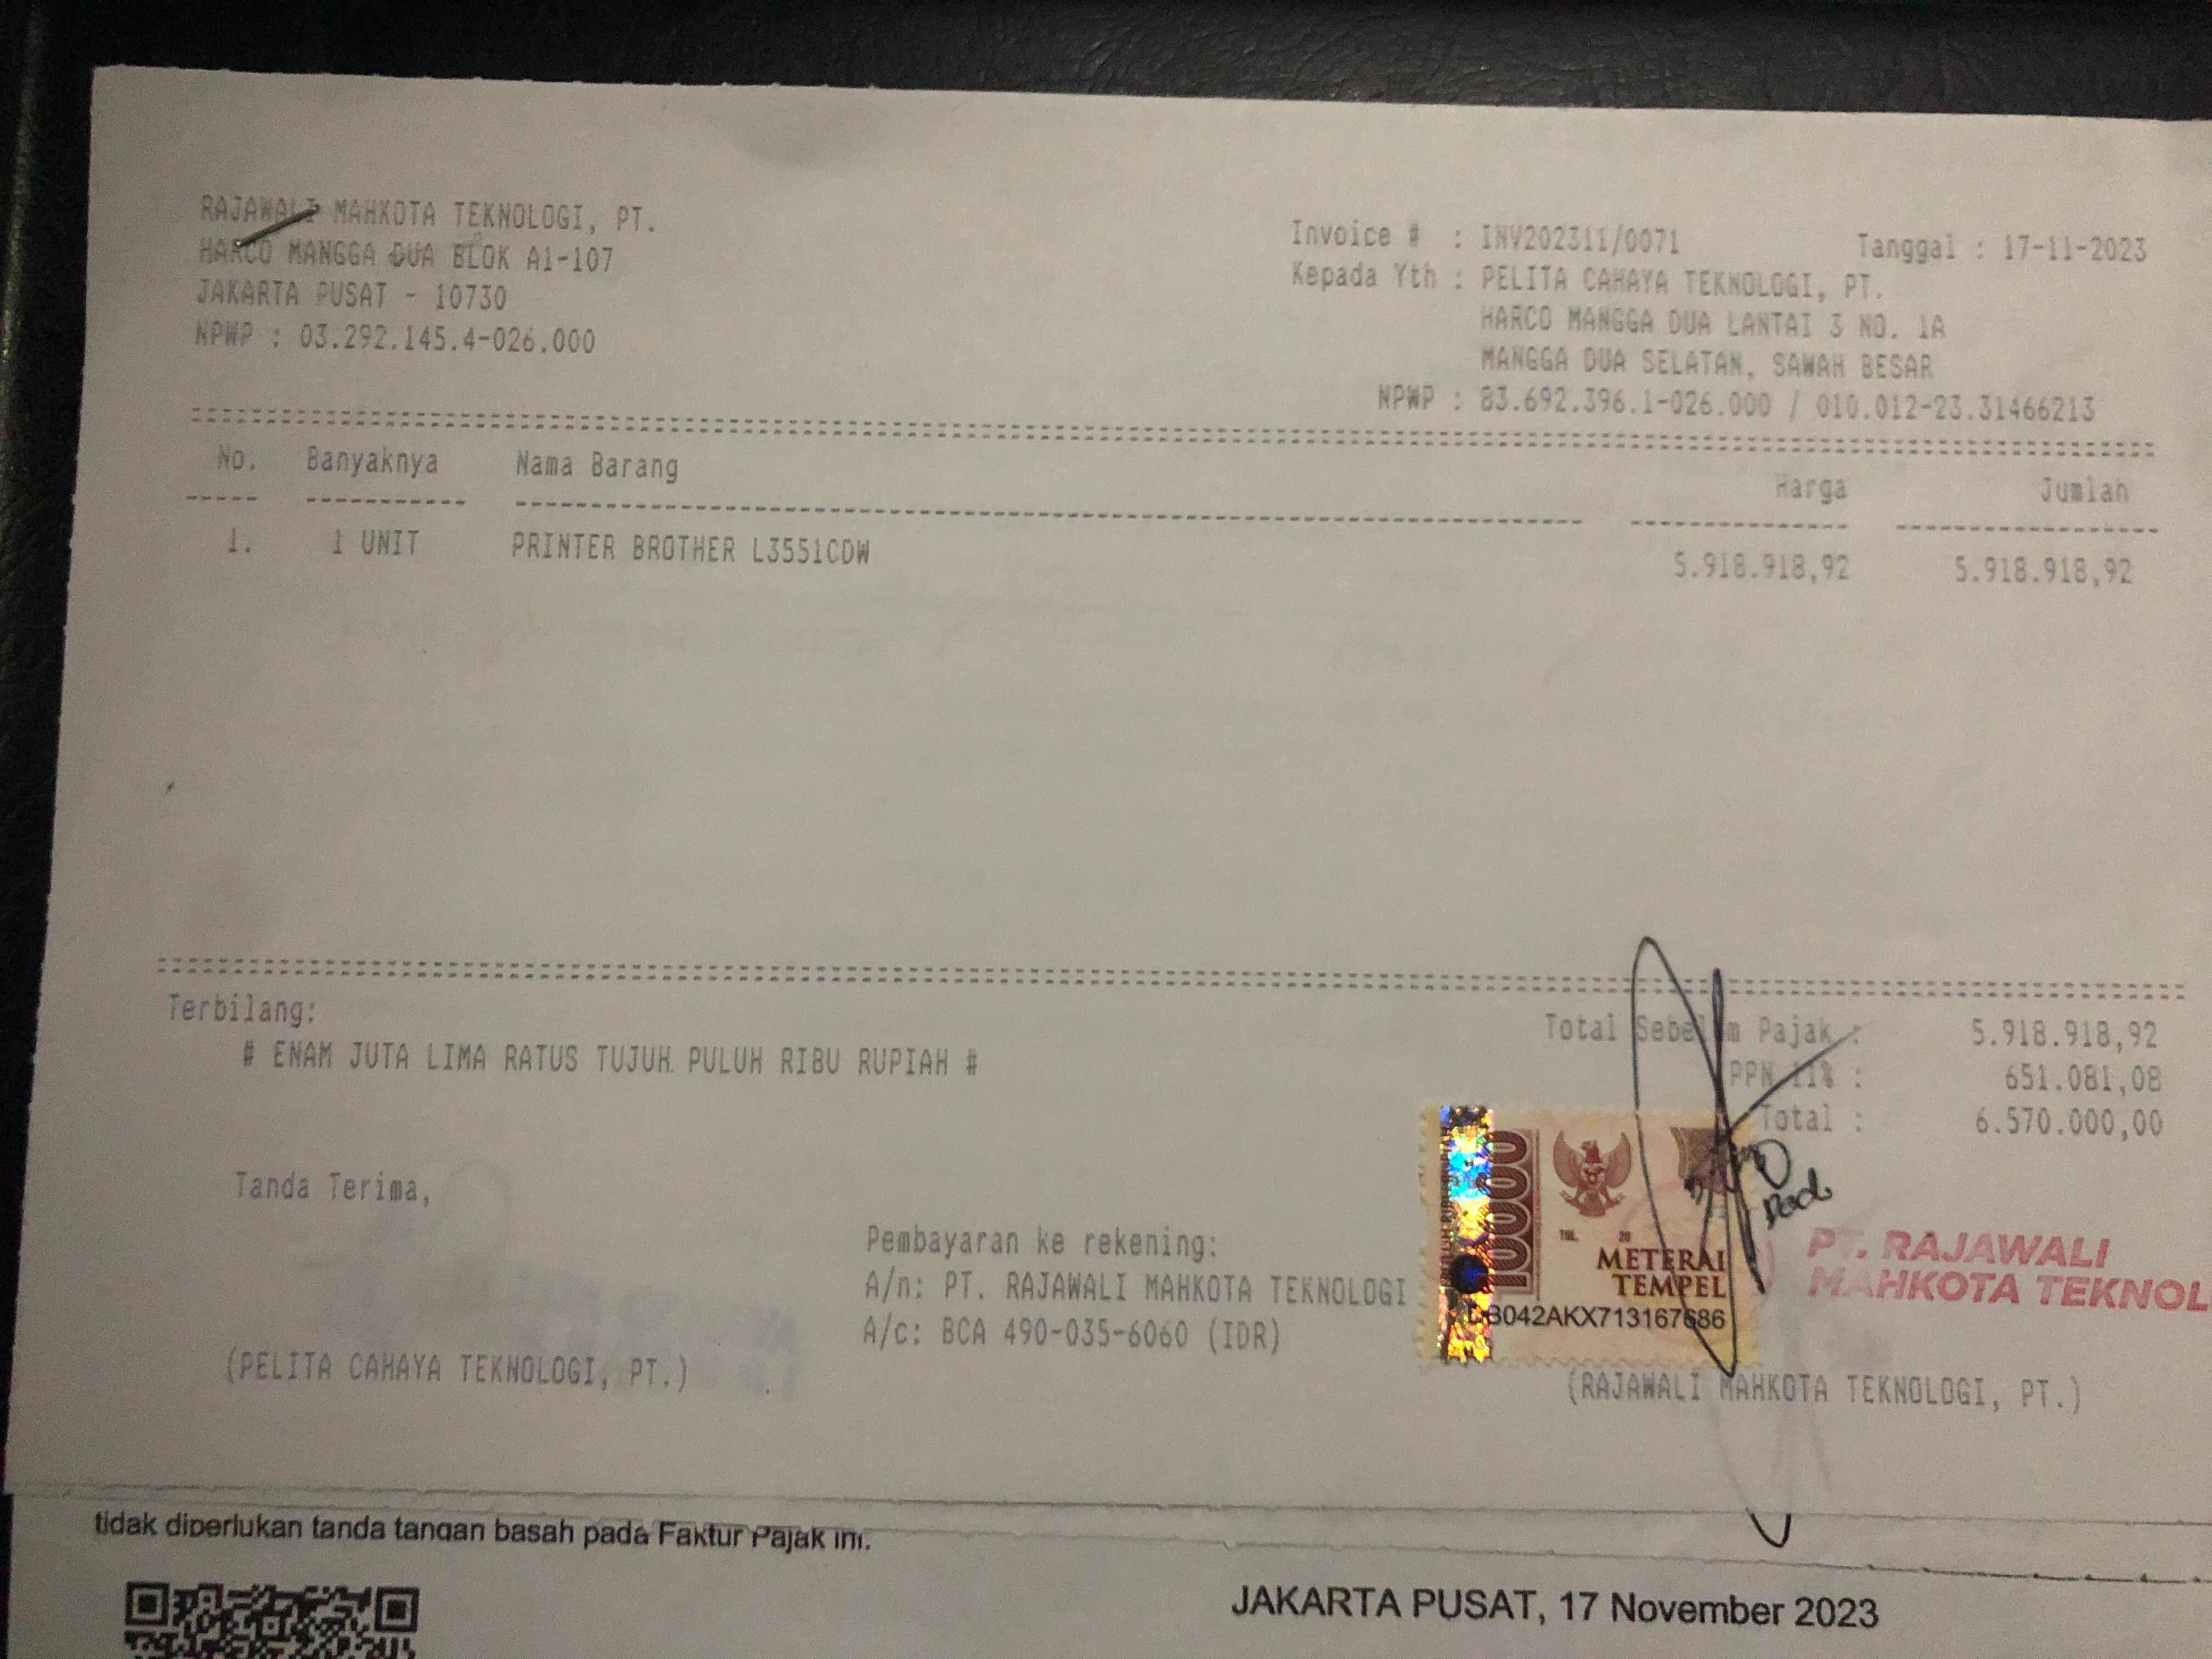 RAJAWALI MAHKOTA TEKNOLOGI, PT.
HARCO MANGGA DUA BLOK A1-107
JAKARTA PUSAT - 10730
NPWP : 03.292.145.4-026.000
Invoice # : INV202311/0071 Tanggal : 17-11-2023
Kepada Yth : PELITA CAHAYA TEKNOLOGI, PT.
HARCO MANGGA DUA LANTAI 3 NO. 1A
MANGGA DUA SELATAN, SAWAH BESAR
NPWP : 83.692.396.1-026.000 / 010.012-23.31466213
No. Banyaknya Nama Barang Harga Jumlah
1. 1 UNIT PRINTER BROTHER L3551CDW 5.918.918,92 5.918.918,92
Terbilang:
# ENAM JUTA LIMA RATUS TUJUH PULUH RIBU RUPIAH #
Total Sebelum Pajak : 5.918.918,92
PPN 11% : 651.081,08
Total : 6.570.000,00
Tanda Terima,
(PELITA CAHAYA TEKNOLOGI, PT.)
Pembayaran ke rekening:
A/n: PT. RAJAWALI MAHKOTA TEKNOLOGI
A/c: BCA 490-035-6060 (IDR)
10000
TGL. 20
METERAI
TEMPEL
B042AKX713167686
PT. RAJAWALI
MAHKOTA TEKNOL
(RAJAWALI MAHKOTA TEKNOLOGI, PT.)
tidak diperlukan tanda tangan basah pada Faktur Pajak ini.
JAKARTA PUSAT, 17 November 2023